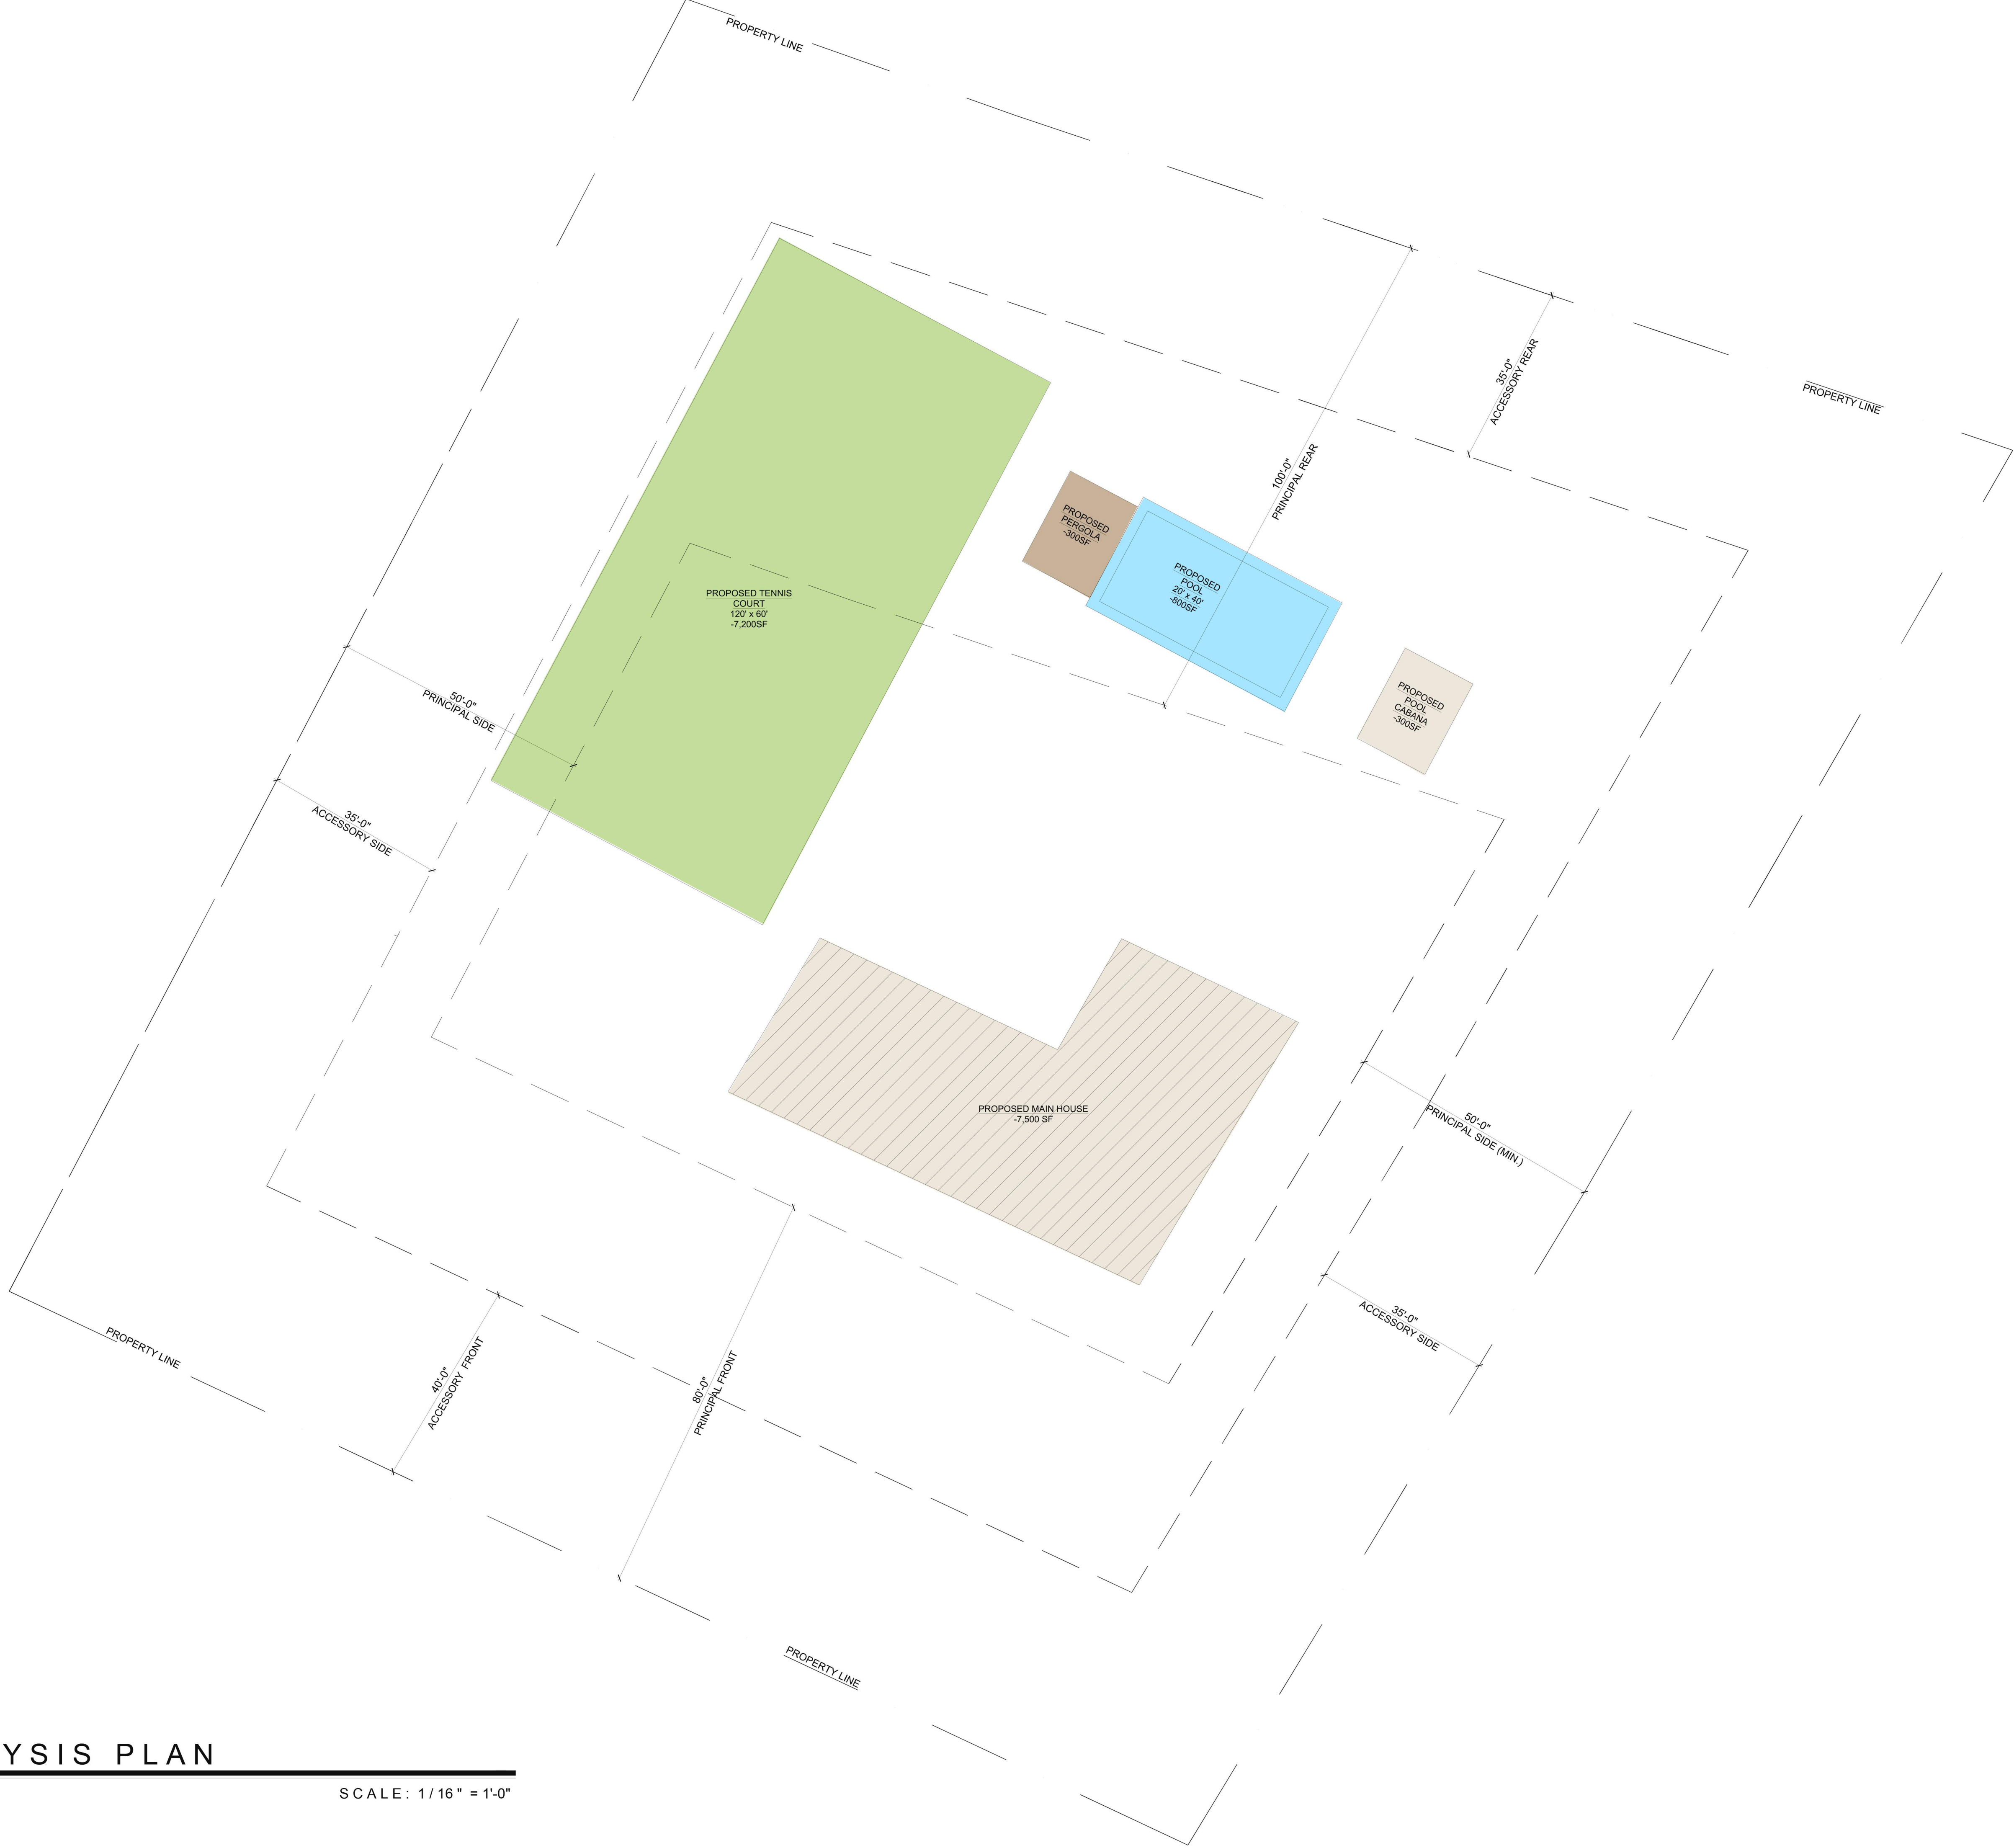 PROPERTY LINE
35'-0"
ACCESSORY REAR
PROPERTY LINE
100'-0"
PRINCIPAL REAR
PROPOSED
PERGOLA
-300SF
PROPOSED
POOL
20' x 40'
-800SF
PROPOSED TENNIS
COURT
120' x 60'
-7,200SF
PROPOSED
POOL
CABANA
-300SF
50'-0"
PRINCIPAL SIDE
35'-0"
ACCESSORY SIDE
PROPOSED MAIN HOUSE
-7,500 SF
50'-0"
PRINCIPAL SIDE (MIN.)
35'-0"
ACCESSORY SIDE
PROPERTY LINE
40'-0"
ACCESSORY FRONT
80'-0"
PRINCIPAL FRONT
PROPERTY LINE
YSIS PLAN
SCALE: 1/16" = 1'-0"